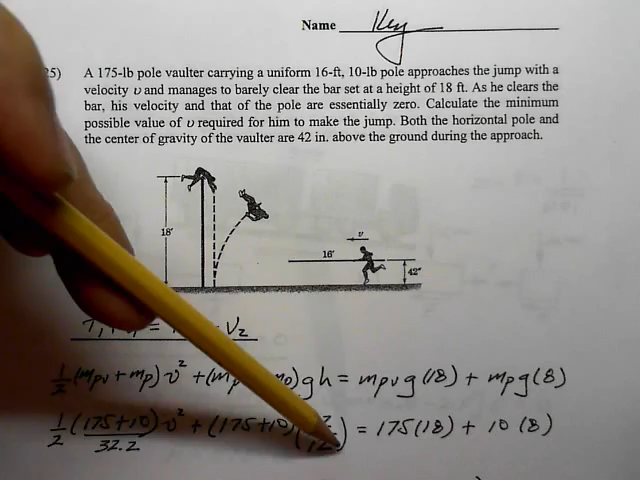 Name Key
5) A 175-lb pole vaulter carrying a uniform 16-ft, 10-lb pole approaches the jump with a
velocity υ and manages to barely clear the bar set at a height of 18 ft. As he clears the
bar, his velocity and that of the pole are essentially zero. Calculate the minimum
possible value of υ required for him to make the jump. Both the horizontal pole and
the center of gravity of the vaulter are 42 in. above the ground during the approach.
18'
υ
16'
42"
= V₂
½(mpv + mp)υ² + (mp )gh = mpvg(18) + mpg(8)
½ (175+10)/32.2 υ² + (175+10)( /12) = 175(18) + 10(8)